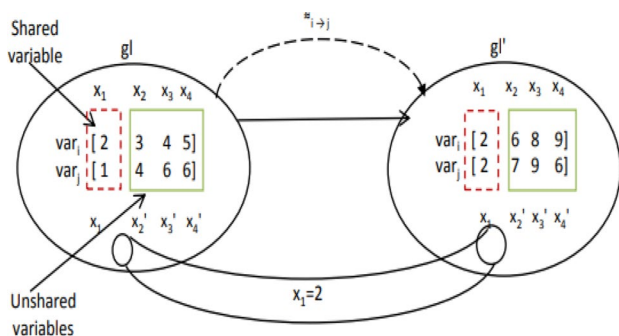 Shared
variable
gl
≈i→j
gl'
x1 x2 x3 x4
vari [ 2 3 4 5]
varj [ 1 4 6 6]
x1 x2' x3' x4'
x1 x2 x3 x4
vari [ 2 6 8 9]
varj [ 2 7 9 6]
x1 x2' x3' x4'
x1=2
Unshared
variables